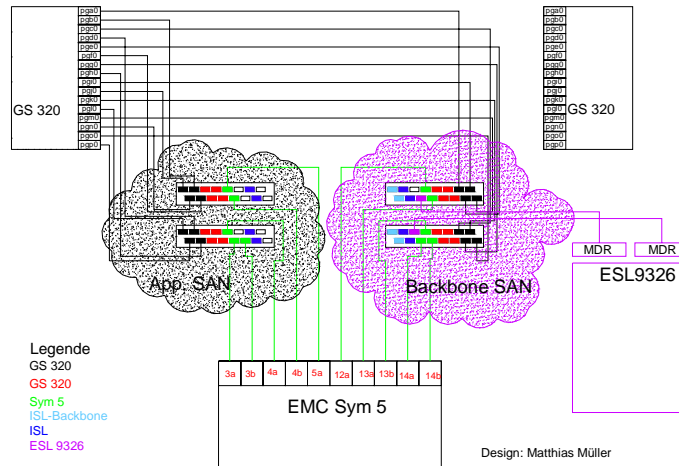 pga0
pgb0
pgc0
pgd0
pge0
pgf0
pgg0
pgh0
pgi0
pgj0
pgk0
pgl0
pgm0
pgn0
pgo0
pgp0
GS 320
pga0
pgb0
pgc0
pgd0
pge0
pgf0
pgg0
pgh0
pgi0
pgj0
pgk0
pgl0
pgm0
pgn0
pgo0
pgp0
GS 320
App. SAN
Backbone SAN
MDR
MDR
ESL9326
3a
3b
4a
4b
5a
12a
13a
13b
14a
14b
EMC Sym 5
Legende
GS 320
GS 320
Sym 5
ISL-Backbone
ISL
ESL 9326
Design: Matthias Müller